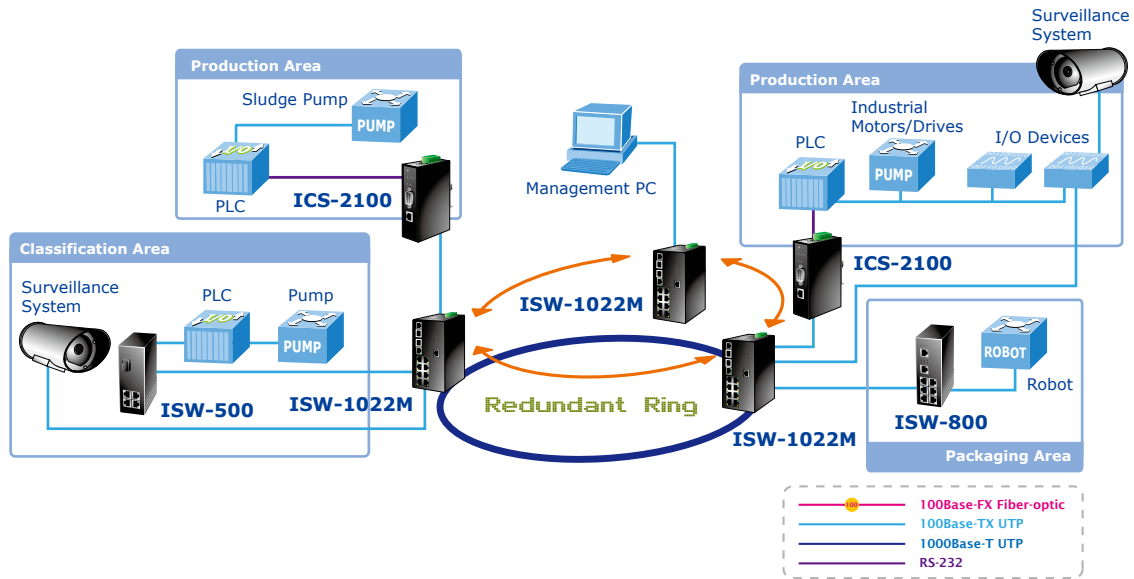 Surveillance
System
Production Area
Sludge Pump
PUMP
I/O
PLC
ICS-2100
Management PC
Production Area
Industrial
Motors/Drives
PLC
I/O Devices
I/O
PUMP
ICS-2100
Classification Area
Surveillance
System
PLC
Pump
I/O
PUMP
ISW-500
ISW-1022M
ISW-1022M
Redundant Ring
ISW-1022M
ROBOT
Robot
ISW-800
Packaging Area
100
100Base-FX Fiber-optic
100Base-TX UTP
1000Base-T UTP
RS-232